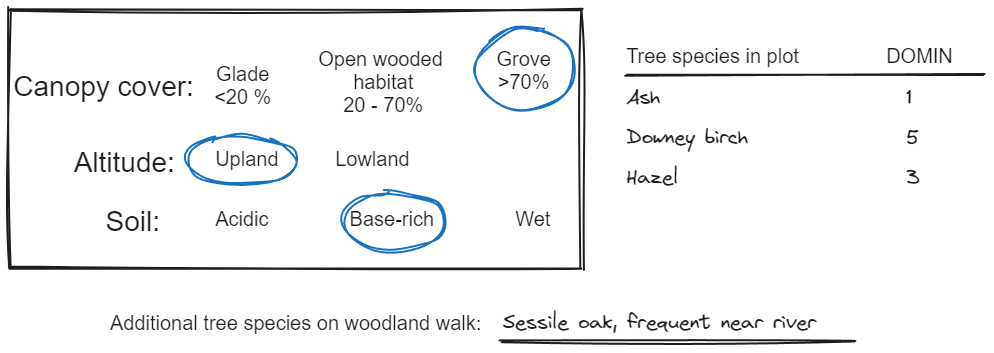 Canopy cover: Glade <20 % Open wooded habitat 20 - 70% Grove >70%
Altitude: Upland Lowland
Soil: Acidic Base-rich Wet
Tree species in plot DOMIN
Ash 1
Downey birch 5
Hazel 3
Additional tree species on woodland walk: Sessile oak, frequent near river